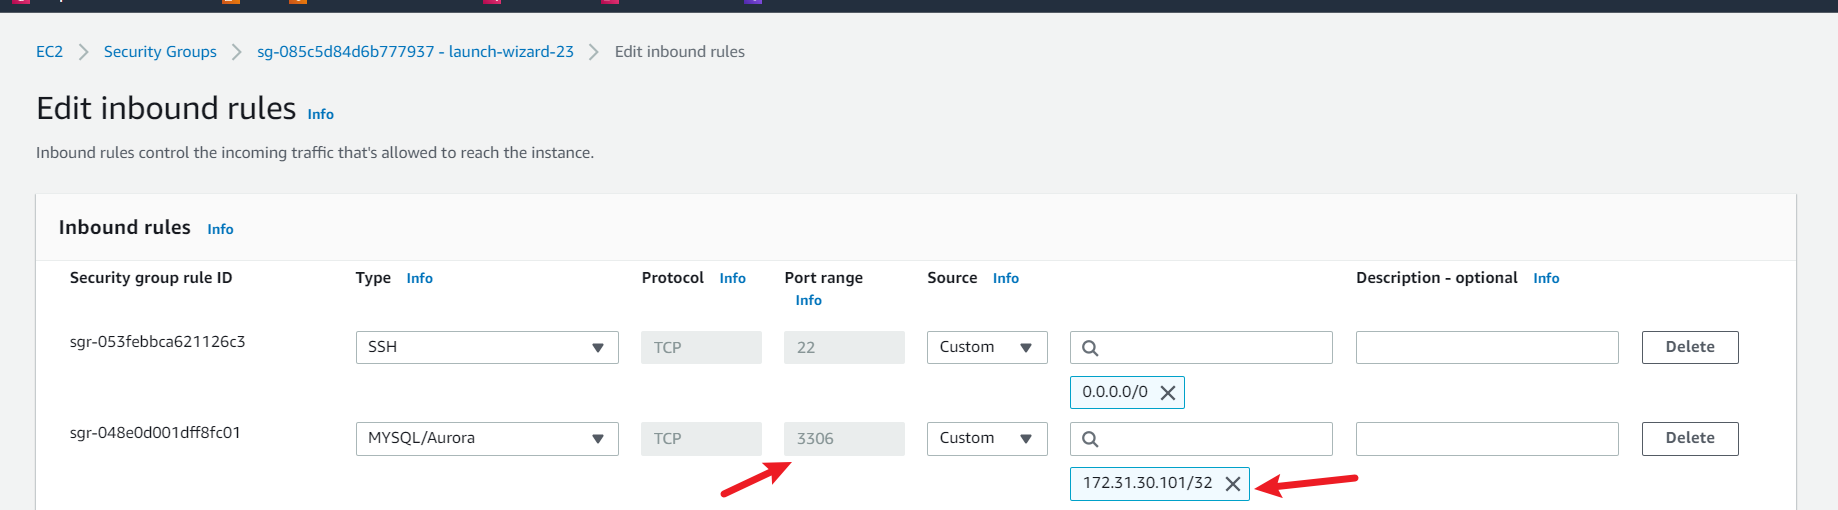 EC2 > Security Groups > sg-085c5d84d6b777937 - launch-wizard-23 > Edit inbound rules
Edit inbound rules Info
Inbound rules control the incoming traffic that's allowed to reach the instance.
Inbound rules Info
Security group rule ID Type Info Protocol Info Port range Info Source Info Description - optional Info
sgr-053febbca621126c3 SSH TCP 22 Custom Delete
0.0.0.0/0
sgr-048e0d001dff8fc01 MYSQL/Aurora TCP 3306 Custom Delete
172.31.30.101/32